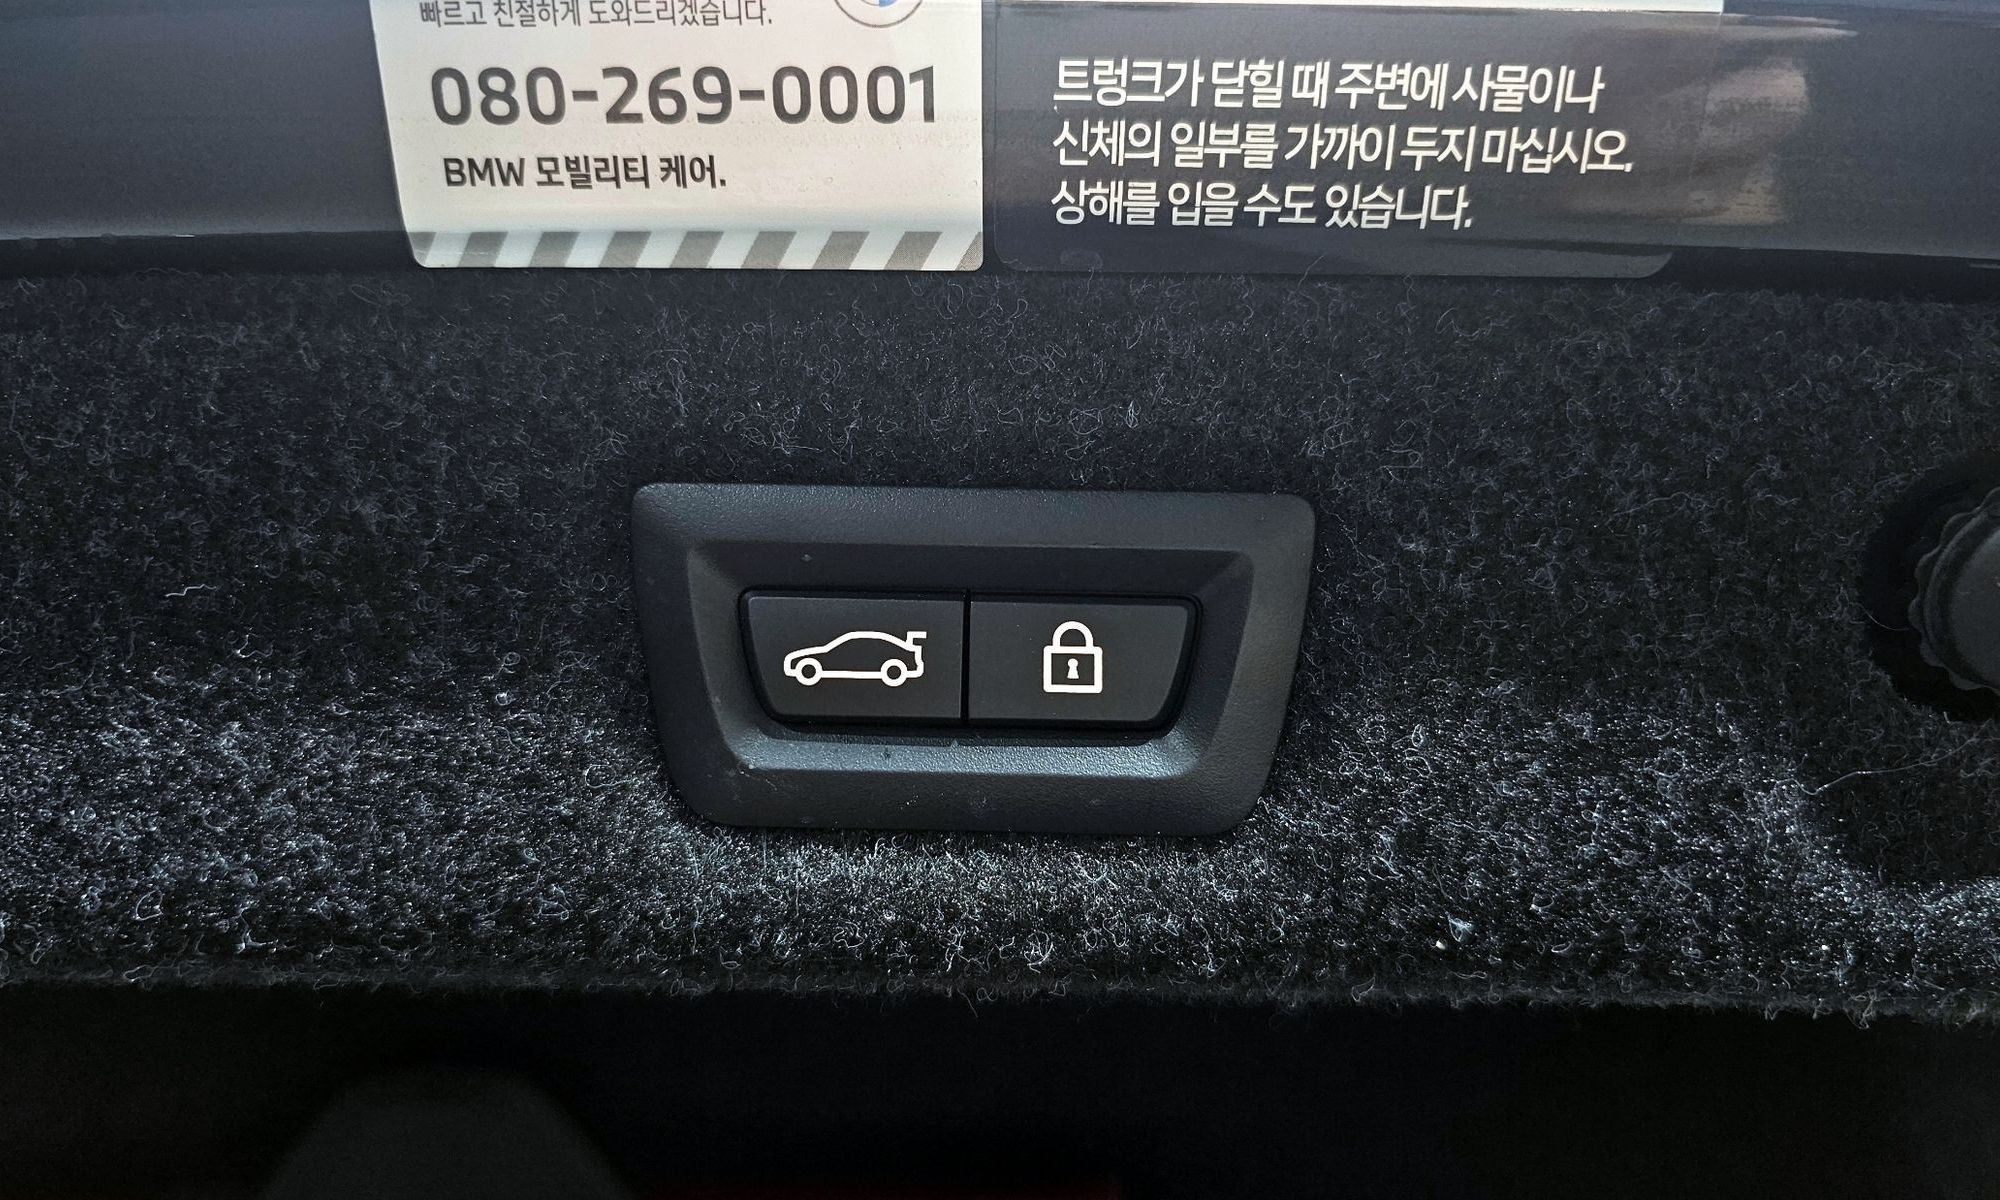 빠르고 친절하게 도와드리겠습니다.
080-269-0001
BMW 모빌리티 케어.
트렁크가 닫힐 때 주변에 사물이나
신체의 일부를 가까이 두지 마십시오.
상해를 입을 수도 있습니다.